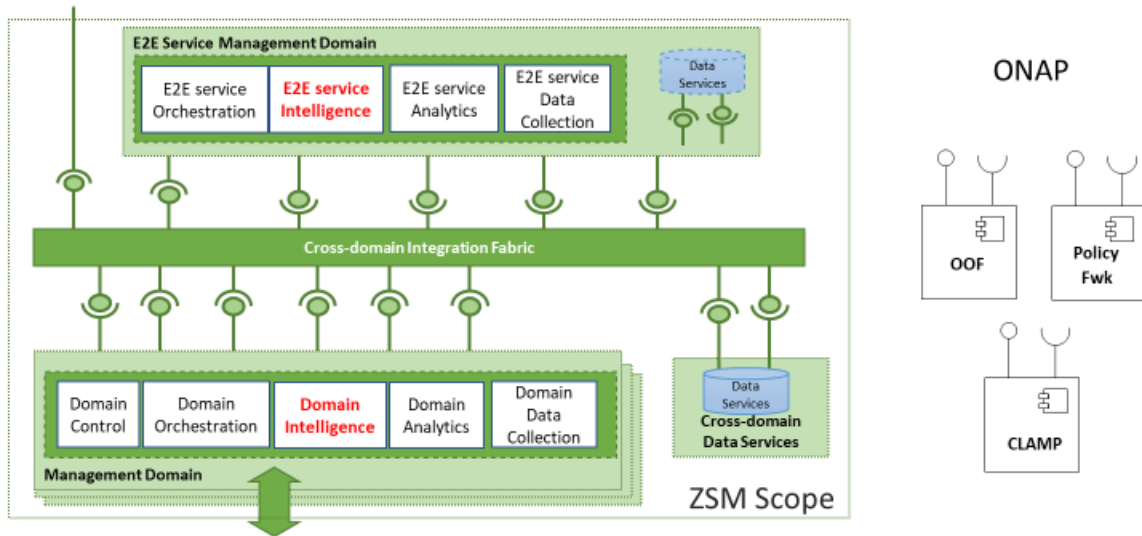 E2E Service Management Domain
E2E service
Orchestration
E2E service
Intelligence
E2E service
Analytics
E2E service
Data
Collection
Data
Services
ONAP
Cross-domain Integration Fabric
OOF
Policy
Fwk
Domain
Control
Domain
Orchestration
Domain
Intelligence
Domain
Analytics
Domain
Data
Collection
Management Domain
Data
Services
Cross-domain
Data Services
ZSM Scope
CLAMP